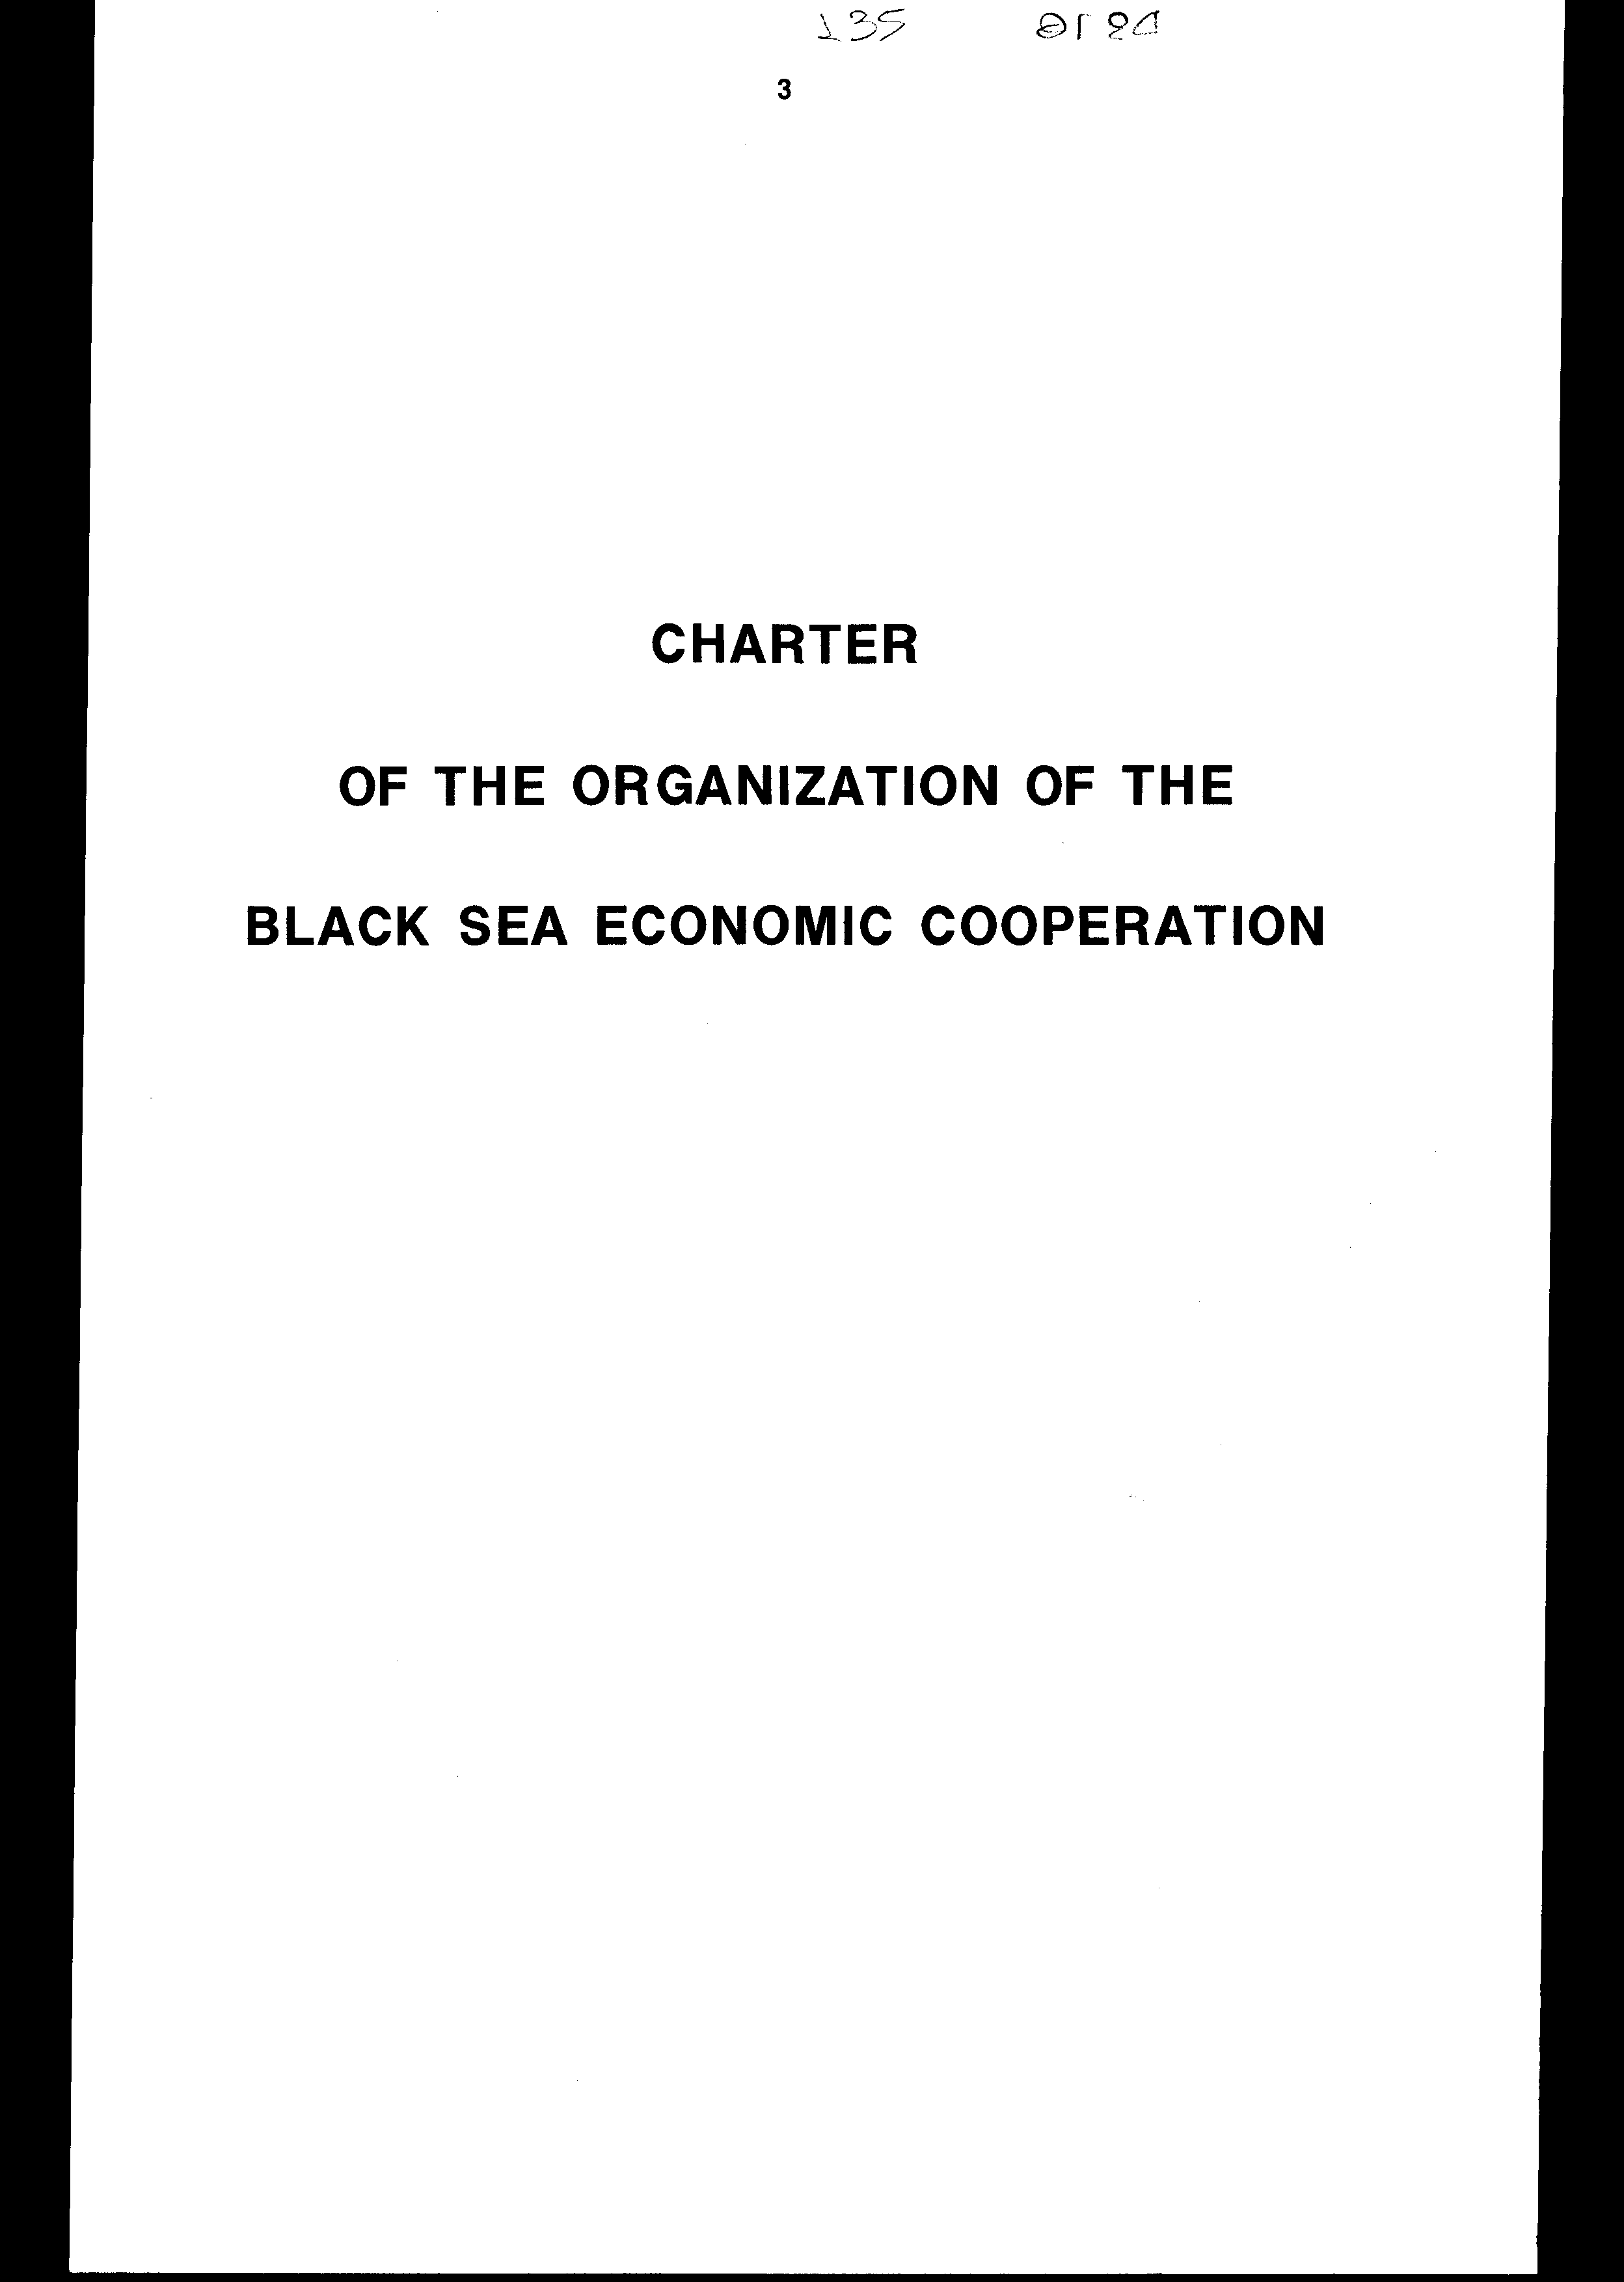 3
CHARTER
OF THE ORGANIZATION OF THE
BLACK SEA ECONOMIC COOPERATION